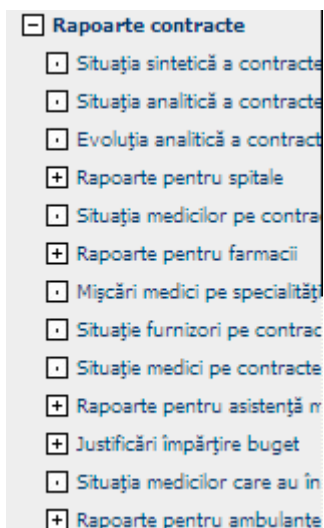 Rapoarte contracte
Situația sintetică a contracte
Situația analitică a contracte
Evoluția analitică a contract
Rapoarte pentru spitale
Situația medicilor pe contra
Rapoarte pentru farmacii
Mișcări medici pe specialităţi
Situație furnizori pe contrac
Situație medici pe contracte
Rapoarte pentru asistență m
Justificări împărțire buget
Situația medicilor care au în
Rapoarte pentru ambulanțe